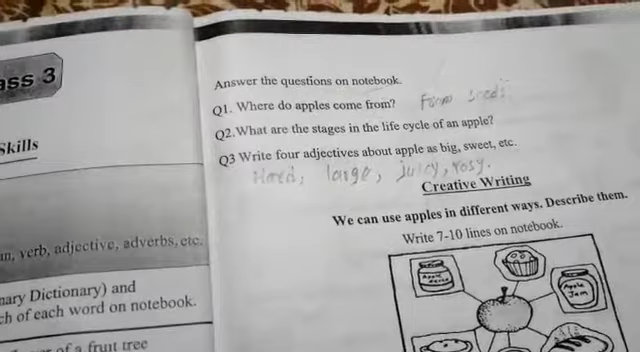 ass 3
Skills
un, verb, adjective, adverbs, etc.
nary Dictionary) and
ch of each word on notebook.
of a fruit tree
Answer the questions on notebook.
Q1. Where do apples come from? From seeds.
Q2. What are the stages in the life cycle of an apple?
Q3 Write four adjectives about apple as big, sweet, etc.
Hard, large, juicy, rosy.
Creative Writing
We can use apples in different ways. Describe them.
Write 7-10 lines on notebook.
Apple
Apple Jam